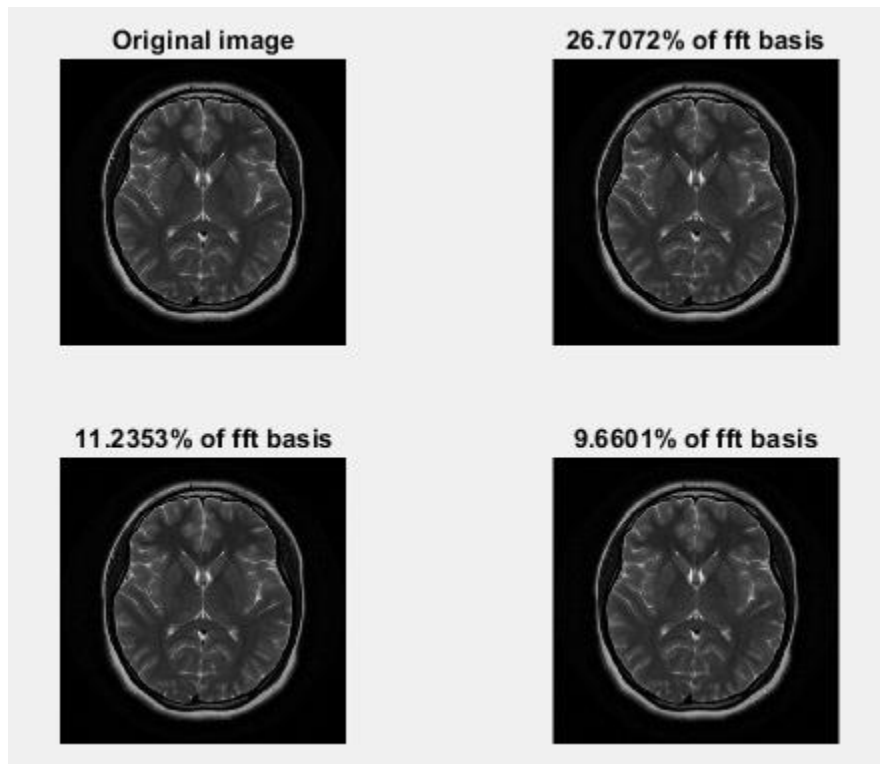 Original image
26.7072% of fft basis
11.2353% of fft basis
9.6601% of fft basis